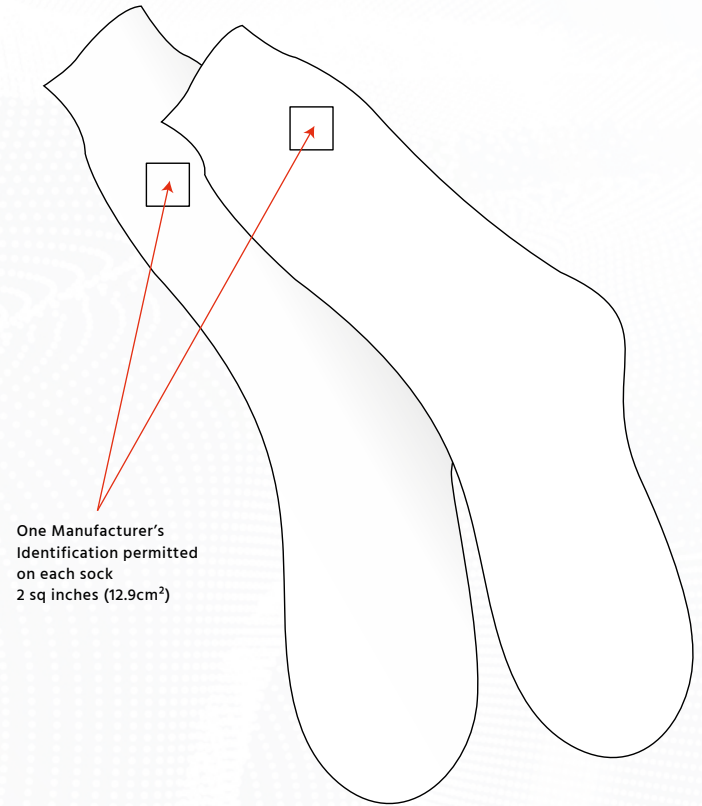 One Manufacturer’s
Identification permitted
on each sock
2 sq inches (12.9cm²)